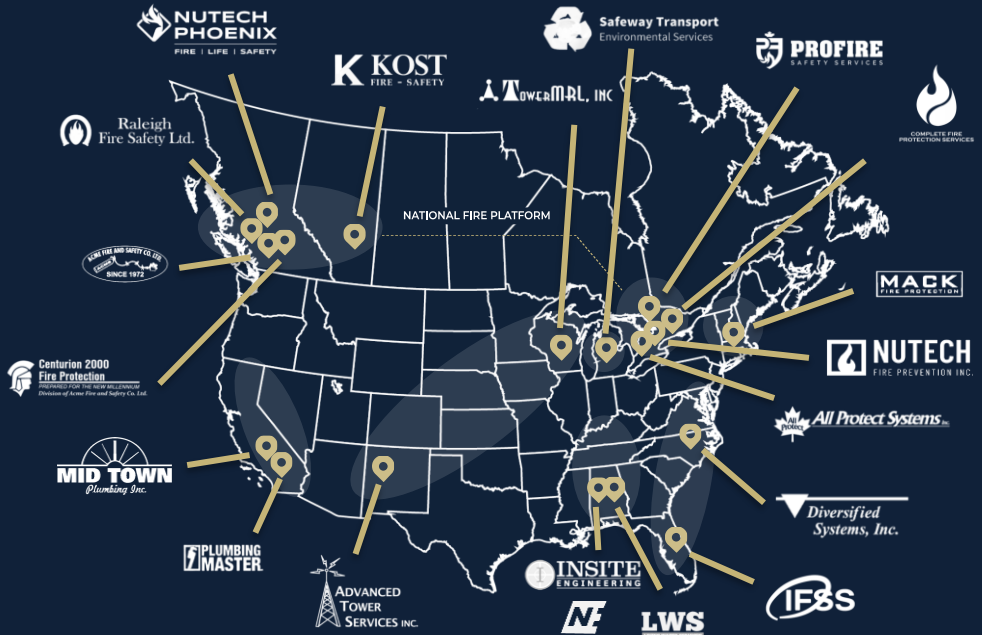 NUTECH
PHOENIX
FIRE | LIFE | SAFETY
K KOST
FIRE - SAFETY
Safeway Transport
Environmental Services
TOWERMRL, INC
PROFIRE
SAFETY SERVICES
COMPLETE FIRE
PROTECTION SERVICES
Raleigh
Fire Safety Ltd.
NATIONAL FIRE PLATFORM
ACME FIRE AND SAFETY CO. LTD.
ACME
SINCE 1972
MACK
FIRE PROTECTION
NUTECH
FIRE PREVENTION INC.
Centurion 2000
Fire Protection
PREPARED FOR THE NEW MILLENNIUM
Division of Acme Fire and Safety Co. Ltd.
All
Protect
All Protect Systems Inc.
MID TOWN
Plumbing Inc.
Diversified
Systems, Inc.
PLUMBING
MASTER
ADVANCED
TOWER
SERVICES INC.
I INSITE
ENGINEERING
IFSS
NE
LWS